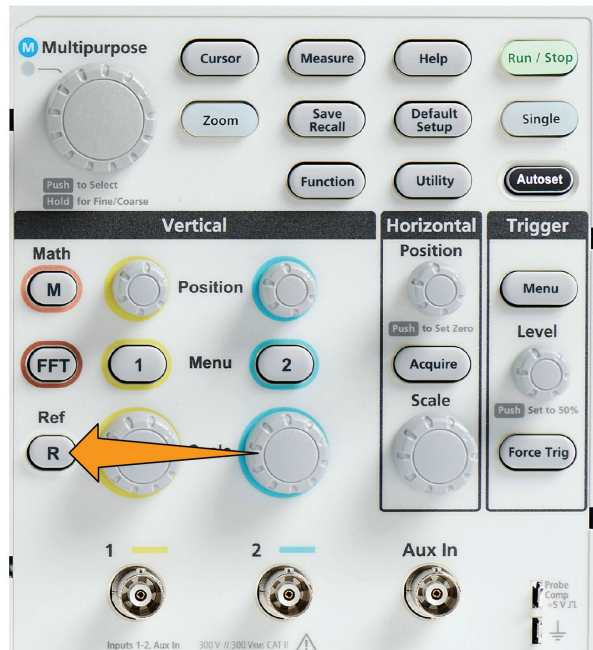 M Multipurpose
Cursor
Measure
Help
Run / Stop
Zoom
Save
Recall
Default
Setup
Single
Push to Select
Hold for Fine/Coarse
Function
Utility
Autoset
Vertical
Horizontal
Trigger
Math
M
Position
Position
Push to Set Zero
Menu
FFT
1
Menu
2
Acquire
Level
Push Set to 50%
Ref
R
Scale
Force Trig
1
2
Aux In
Probe
Comp
≈5 V
Inputs 1-2, Aux In 300 V // 300 VRMS CAT II